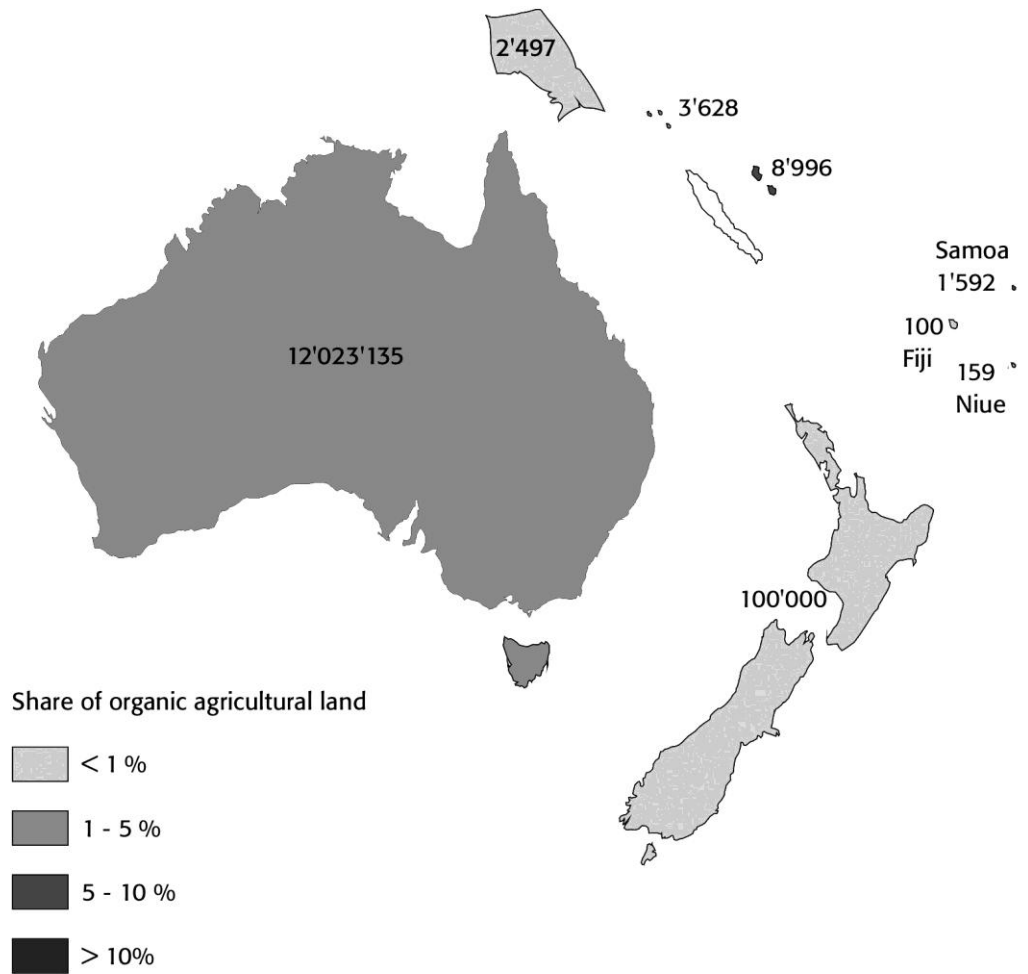 2'497
3'628
8'996
Samoa
1'592
100
Fiji
159
Niue
12'023'135
100'000
Share of organic agricultural land
< 1 %
1 - 5 %
5 - 10 %
> 10%